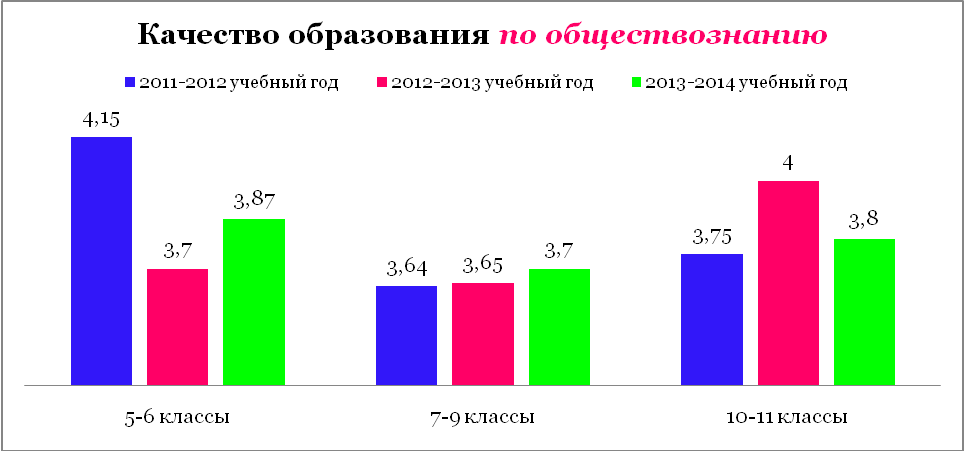 Качество образования по обществознанию
2011-2012 учебный год 2012-2013 учебный год 2013-2014 учебный год
4,15 3,7 3,87 3,64 3,65 3,7 3,75 4 3,8
5-6 классы 7-9 классы 10-11 классы